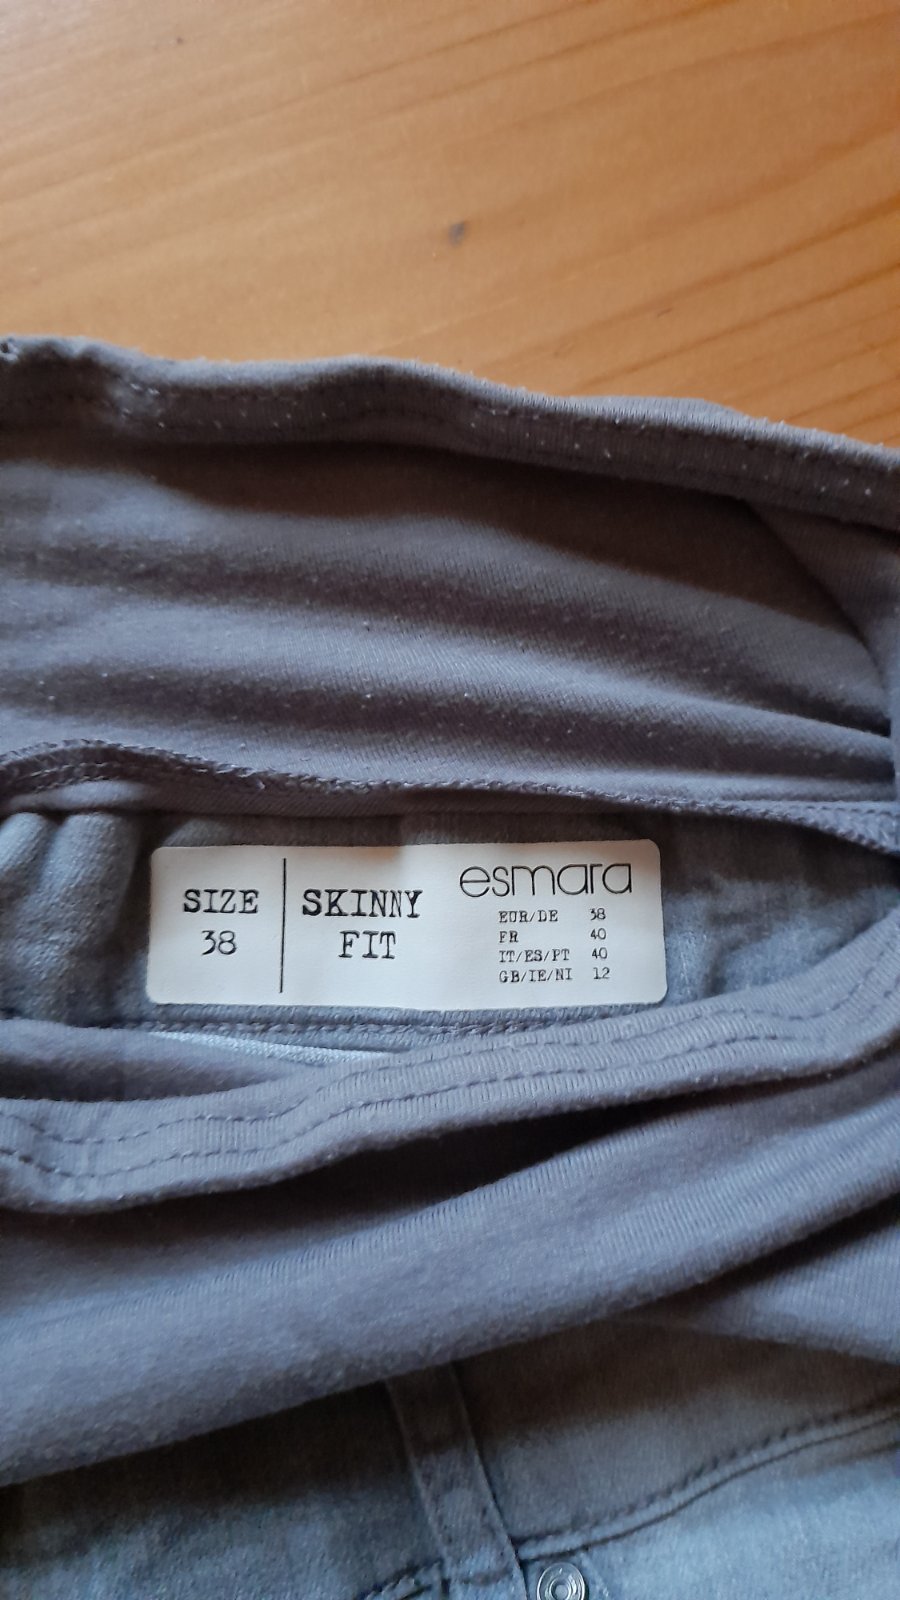 SIZE
38
SKINNY
FIT
esmara
EUR/DE 38
FR 40
IT/ES/PT 40
GB/IE/NI 12